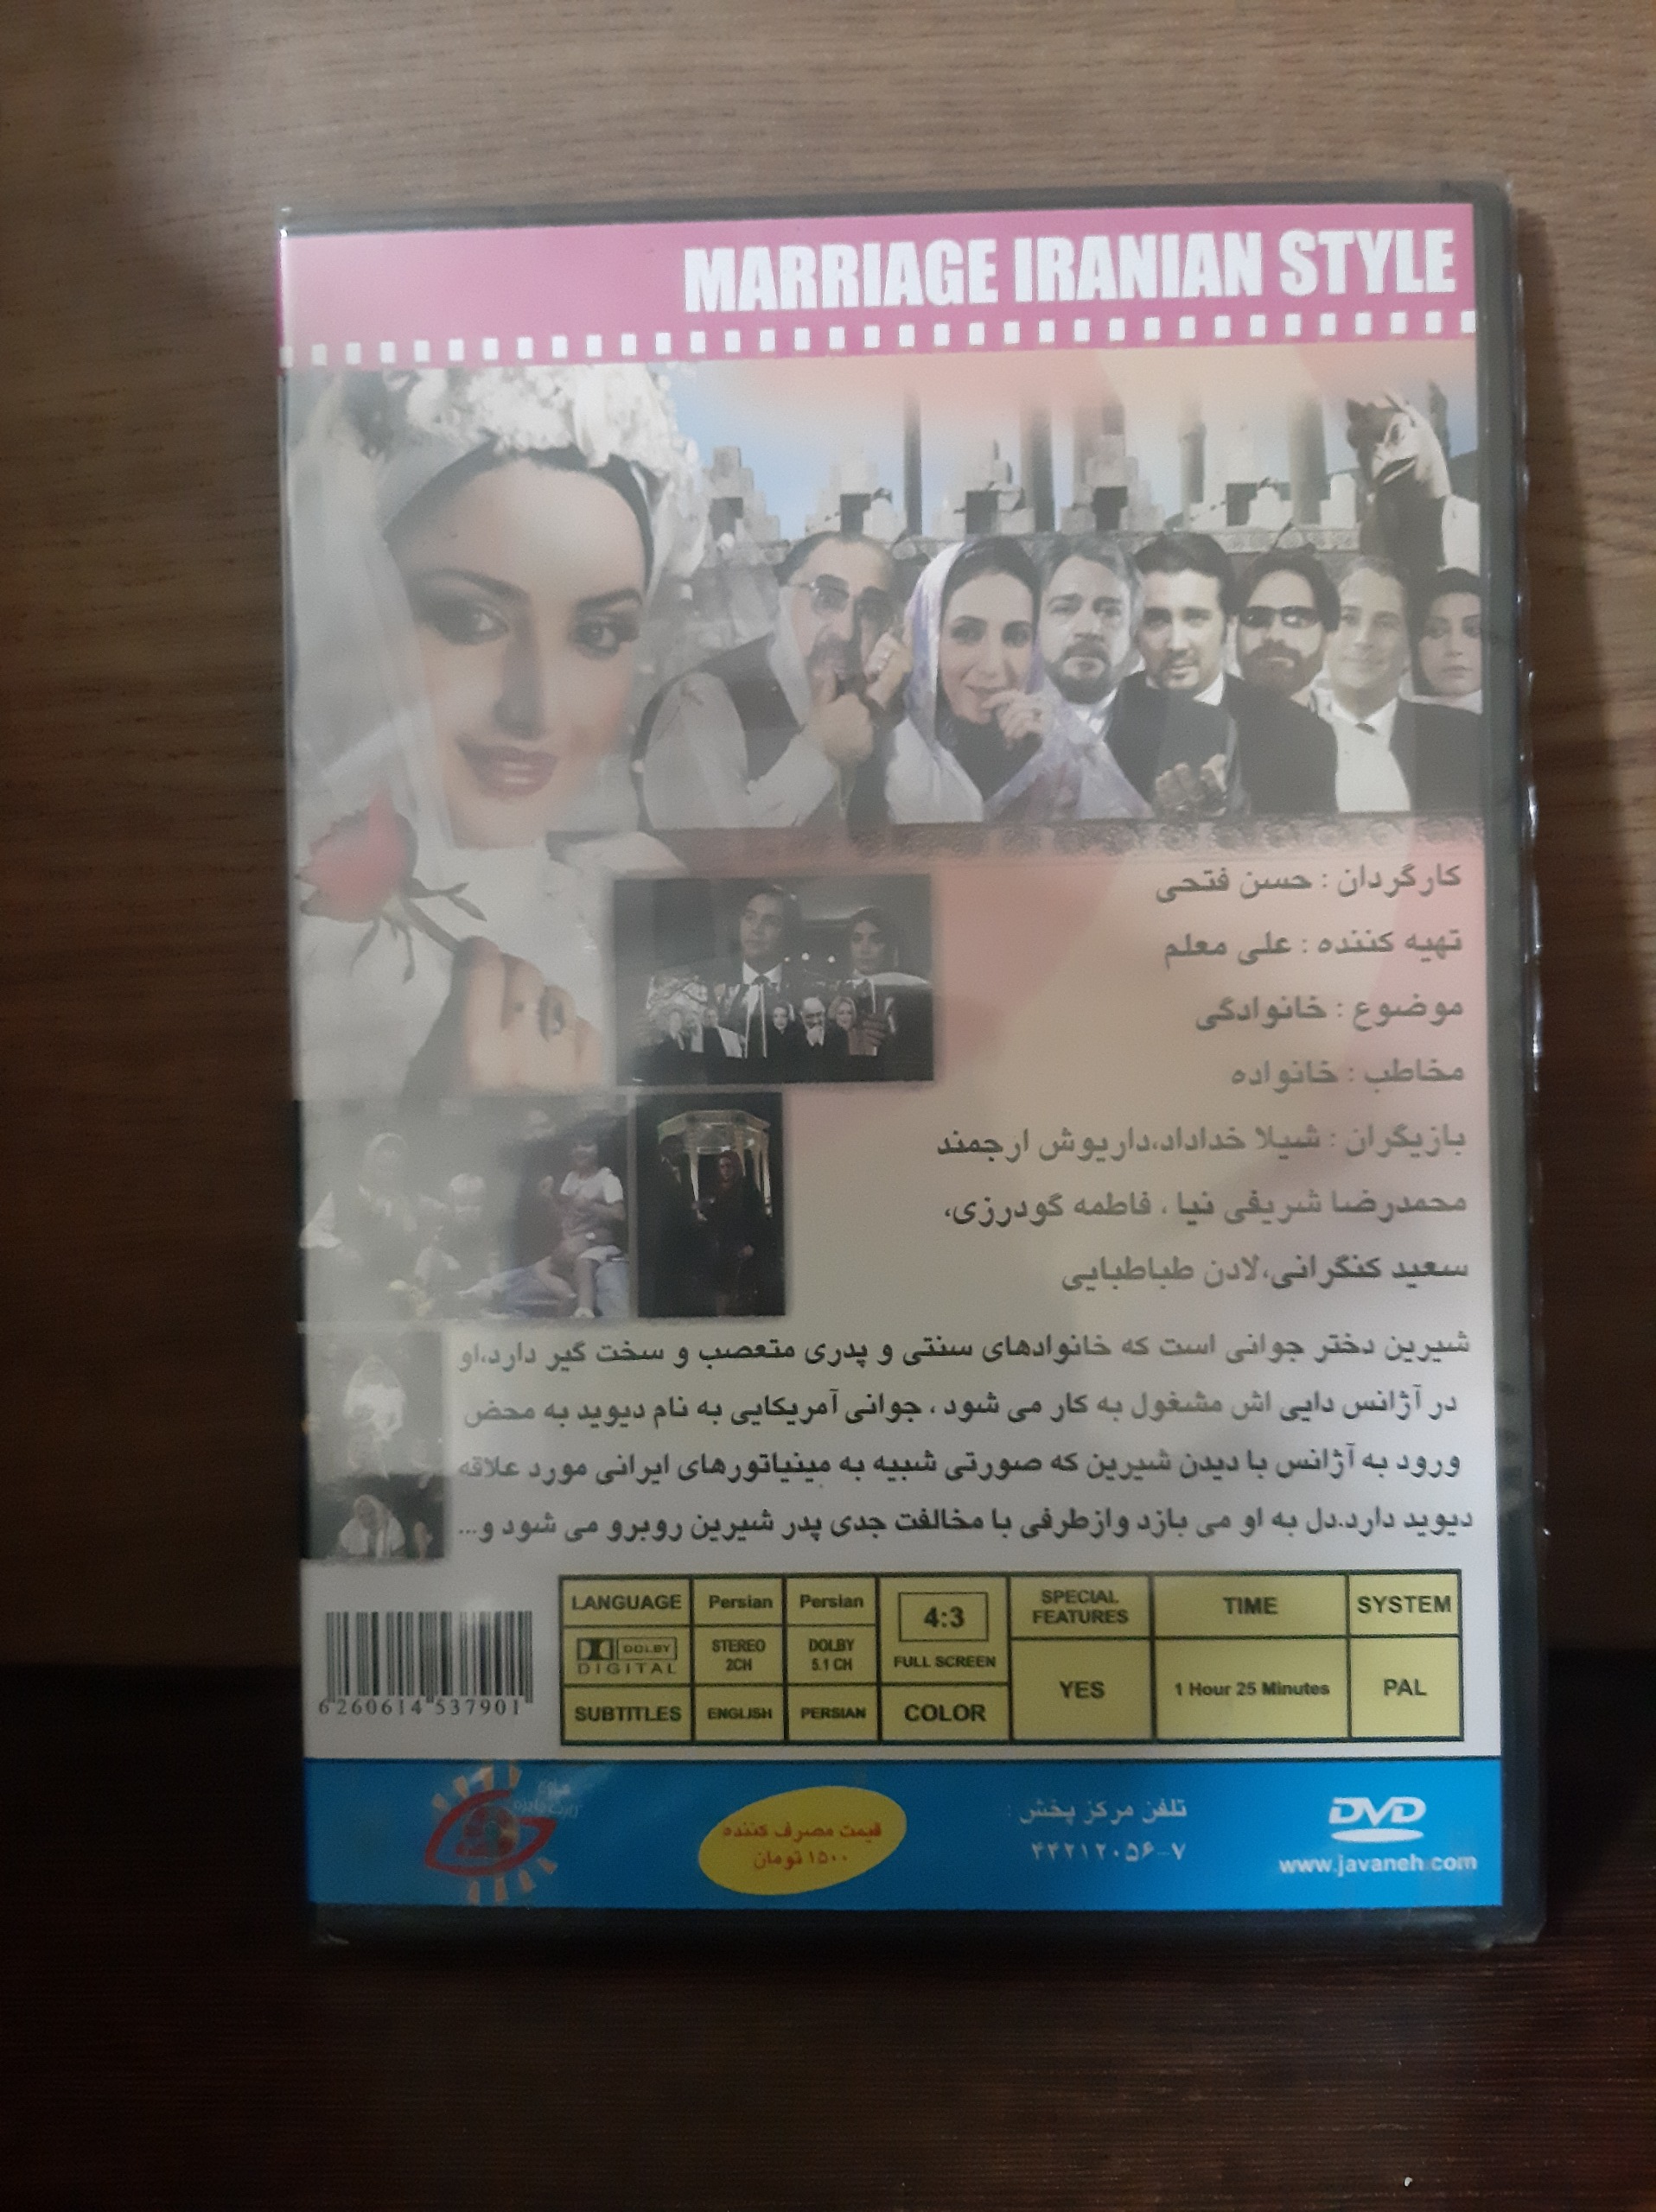 MARRIAGE IRANIAN STYLE
کارگردان : حسن فتحی
تهیه کننده : علی معلم
موضوع : خانوادگی
مخاطب : خانواده
بازیگران : شیلا خداداد،داریوش ارجمند
محمدرضا شریفی نیا ، فاطمه گودرزی،
سعید کنگرانی،لادن طباطبایی
شیرین دختر جوانی است که خانوادهای سنتی و پدری متعصب و سخت گیر دارد،او
در آژانس دایی اش مشغول به کار می شود ، جوانی آمریکایی به نام دیوید به محض
ورود به آژانس با دیدن شیرین که صورتی شبیه به مینیاتورهای ایرانی مورد علاقه
دیوید دارد.دل به او می بازد وازطرفی با مخالفت جدی پدر شیرین روبرو می شود و...
LANGUAGE Persian Persian 4:3 SPECIAL FEATURES TIME SYSTEM
DOLBY DIGITAL STEREO 2CH DOLBY 5.1 CH FULL SCREEN YES 1 Hour 25 Minutes PAL
SUBTITLES ENGLISH PERSIAN COLOR
6 260614 537901
قیمت مصرف کننده
۱۵۰۰ تومان
تلفن مرکز پخش :
۴۴۲۱۲۰۵۶-۷
DVD
www.javaneh.com